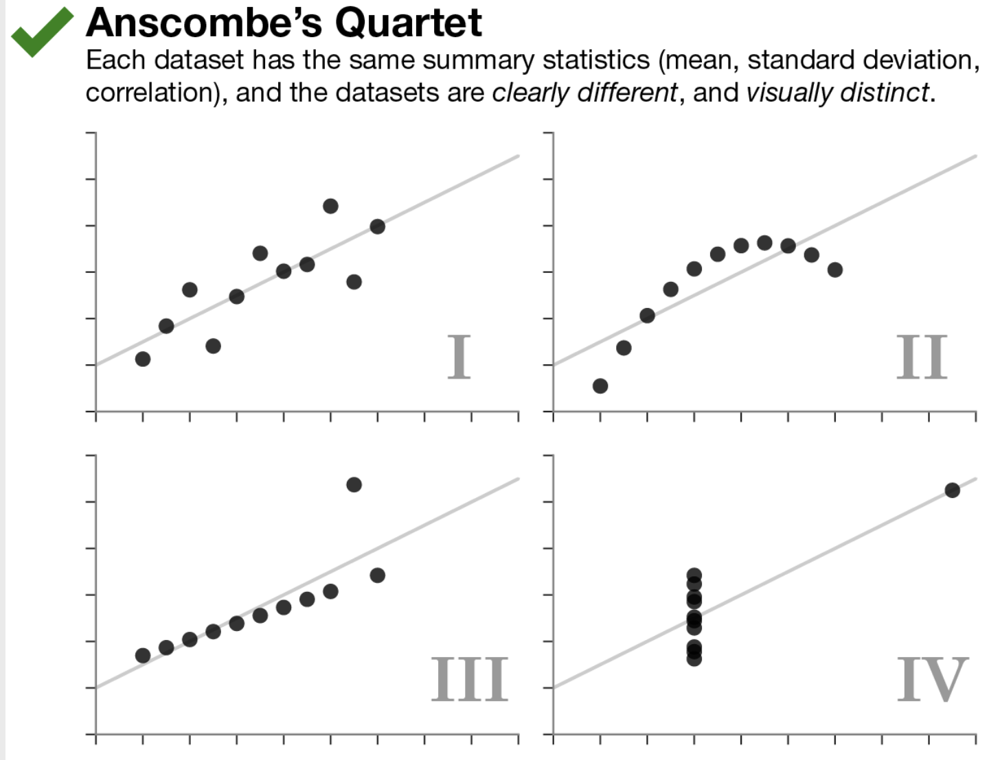 Anscombe’s Quartet
Each dataset has the same summary statistics (mean, standard deviation,
correlation), and the datasets are clearly different, and visually distinct.
I
II
III
IV